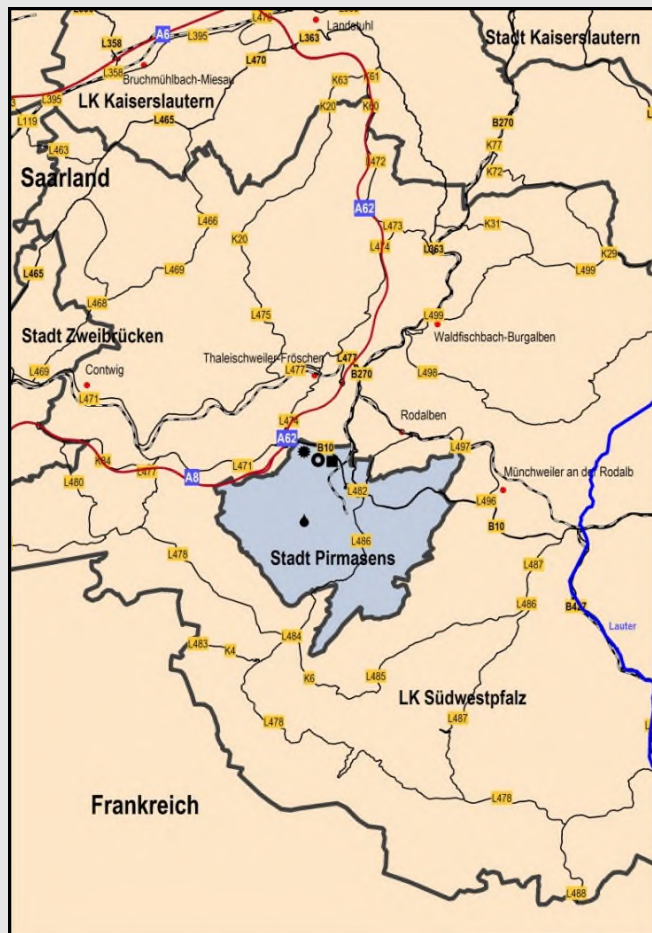 L470
Landstuhl
L358
A6
L395
L363
Stadt Kaiserslautern
L358
L470
Bruchmühlbach-Miesau
K63
K61
L395
LK Kaiserslautern
K20
K60
B270
L119
L465
K77
L463
L472
K72
Saarland
A62
L466
L473
K31
K20
L474
L363
K29
L465
L469
L499
L468
L475
L499
Stadt Zweibrücken
Waldfischbach-Burgalben
Thaleischweiler-Fröschen
L477
L469
Contwig
L477
B270
L498
L471
L474
Rodalben
A62
B10
L497
K84
L477
L471
Münchweiler an der Rodalb
L480
A8
L482
L496
B10
L486
L478
Stadt Pirmasens
L487
L486
B427
Lauter
L483
K4
L484
K6
L485
LK Südwestpfalz
L478
L487
Frankreich
L478
L488